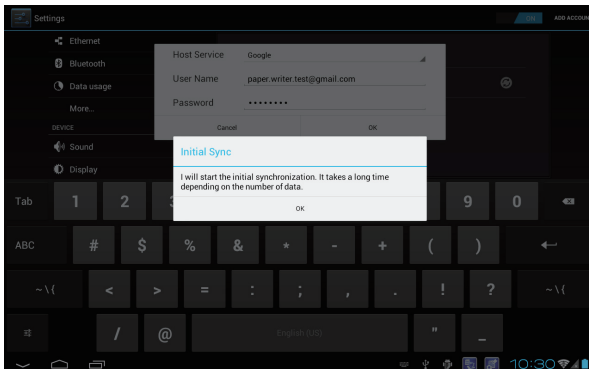 Settings
ON
ADD ACCOUN
Ethernet
Bluetooth
Data usage
More...
DEVICE
Sound
Display
Host Service Google
User Name paper.writer.test@gmail.com
Password ••••••••
Cancel OK
Initial Sync
I will start the initial synchronization. It takes a long time
depending on the number of data.
OK
Tab 1 2 9 0
ABC # $ % & * - + ( )
~\{ < > = : ; , . ! ? ~\{
/ @ English (US) " _
10:30